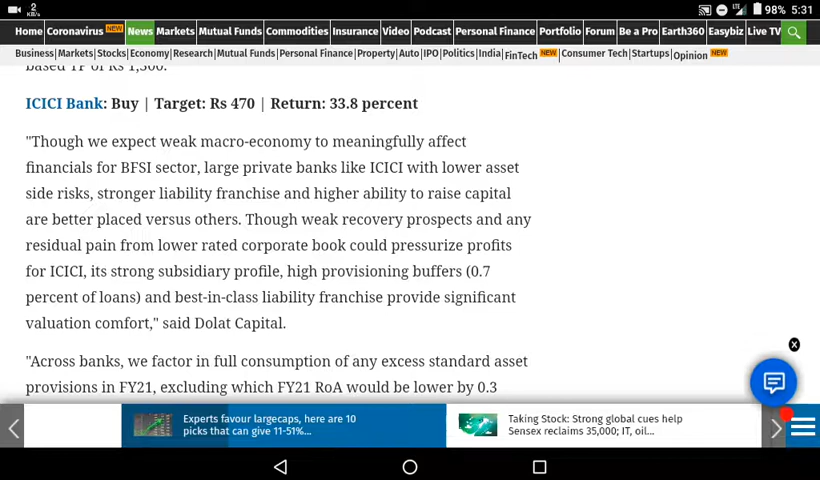 2
KB/s
LTE
98% 5:31
Home Coronavirus NEW News Markets Mutual Funds Commodities Insurance Video Podcast Personal Finance Portfolio Forum Be a Pro Earth360 Easybiz Live TV
Business Markets Stocks Economy Research Mutual Funds Personal Finance Property Auto IPO Politics India FinTech NEW Consumer Tech Startups Opinion NEW
based TP of Rs 1,300.
ICICI Bank: Buy | Target: Rs 470 | Return: 33.8 percent
"Though we expect weak macro-economy to meaningfully affect
financials for BFSI sector, large private banks like ICICI with lower asset
side risks, stronger liability franchise and higher ability to raise capital
are better placed versus others. Though weak recovery prospects and any
residual pain from lower rated corporate book could pressurize profits
for ICICI, its strong subsidiary profile, high provisioning buffers (0.7
percent of loans) and best-in-class liability franchise provide significant
valuation comfort," said Dolat Capital.
"Across banks, we factor in full consumption of any excess standard asset
provisions in FY21, excluding which FY21 RoA would be lower by 0.3
Experts favour largecaps, here are 10
picks that can give 11-51%...
Taking Stock: Strong global cues help
Sensex reclaims 35,000; IT, oil...